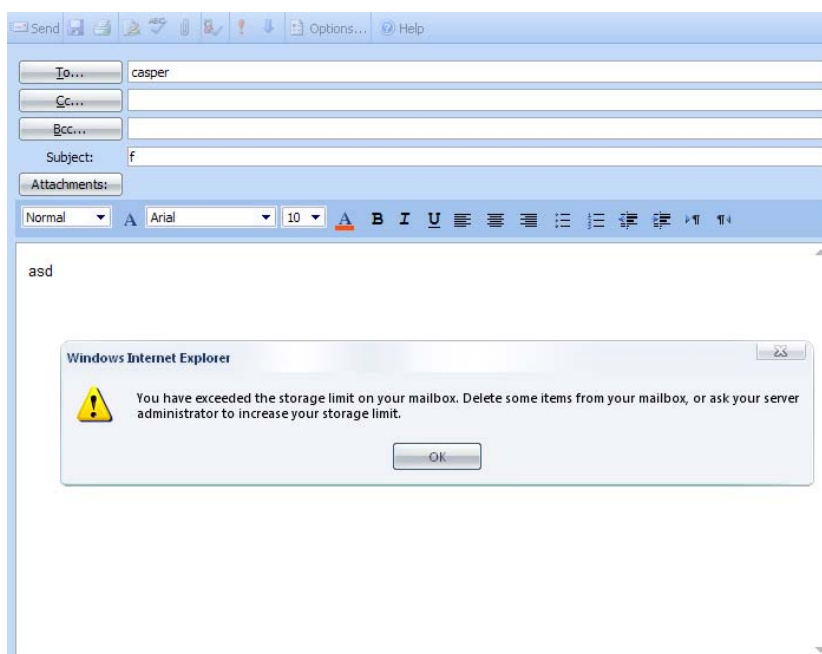 Send Options... Help
To... casper
Cc...
Bcc...
Subject: f
Attachments:
Normal A Arial 10 A B I U
asd
Windows Internet Explorer
You have exceeded the storage limit on your mailbox. Delete some items from your mailbox, or ask your server
administrator to increase your storage limit.
OK